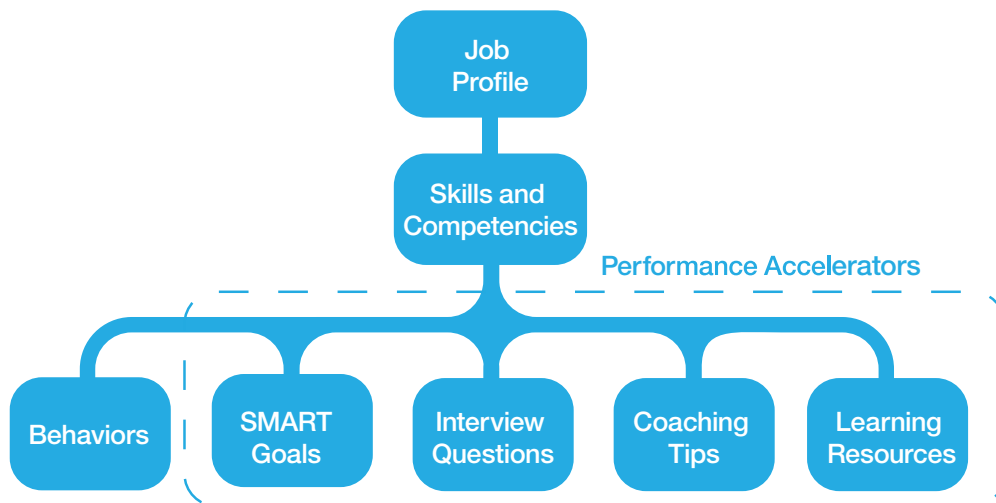 Job
Profile
Skills and
Competencies
Performance Accelerators
Behaviors
SMART
Goals
Interview
Questions
Coaching
Tips
Learning
Resources